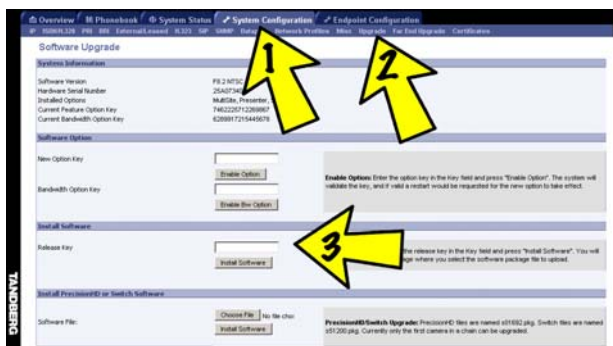 Overview Phonebook System Status System Configuration Endpoint Configuration
IP ISDN/H.320 PRI BRI External/Leased H.323 SIP SNMP Network Profiles Misc Upgrade Far End Upgrade Certificates
Software Upgrade
System Information
Software Version F9.2 NTSC
Hardware Serial Number
Installed Options MultiSite, Presenter,
Current Feature Option Key
Current Bandwidth Option Key
Software Option
New Option Key
Enable Option
Enable Option: Enter the option key in the Key field and press "Enable Option". The system will
validate the key, and if valid a restart would be requested for the new option to take effect.
Bandwidth Option Key
Enable Bw Option
Install Software
Release Key
the release key in the Key field and press "Install Software". You will
page where you select the software package file to upload.
Install Software
Install PrecisionHD or Switch Software
Software File:
Choose File No file chos
Install Software
PrecisionHD/Switch Upgrade: PrecisionHD files are named s01692.pkg. Switch files are named
s51200.pkg. Currently only the first camera in a chain can be upgraded.
TANDBERG
1
2
3